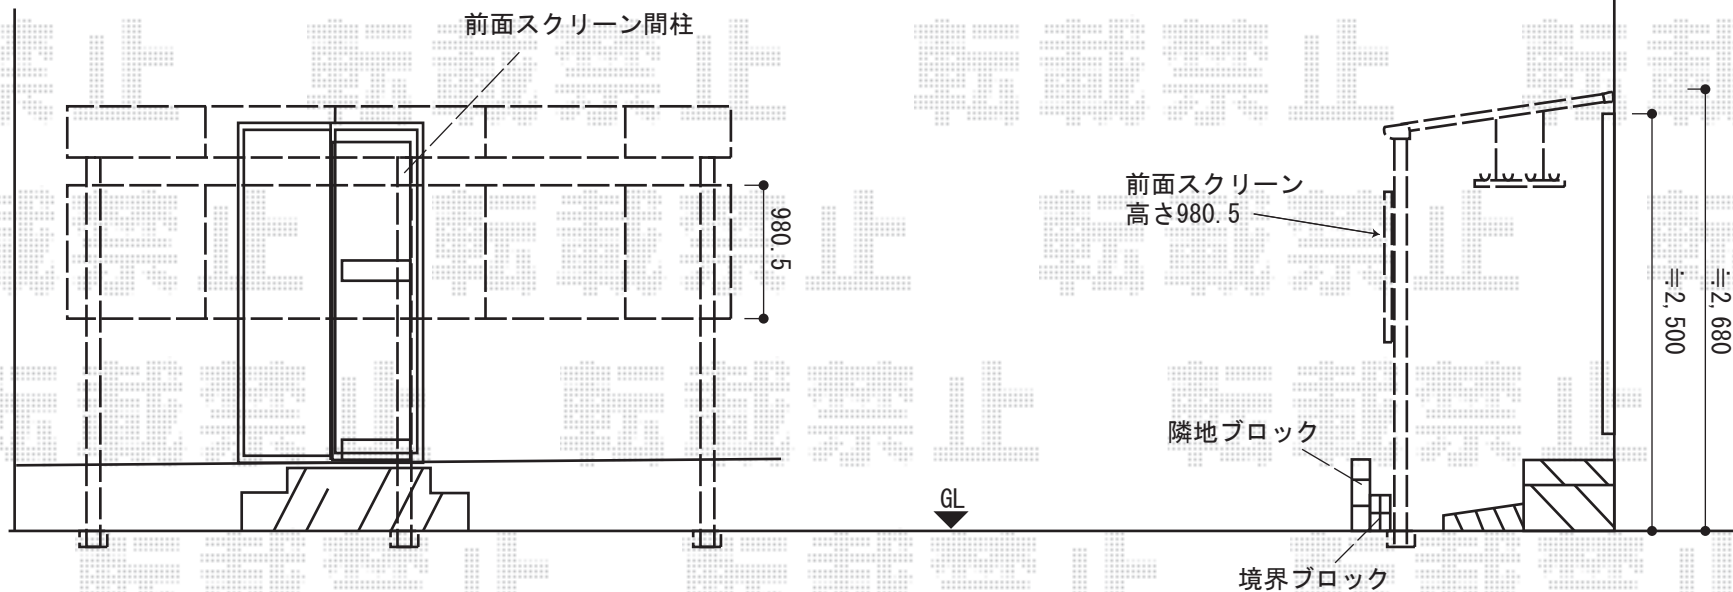 前面スクリーン間柱
980.5
前面スクリーン
高さ980.5
≒2,500
≒2,680
隣地ブロック
GL
境界ブロック
転載禁止